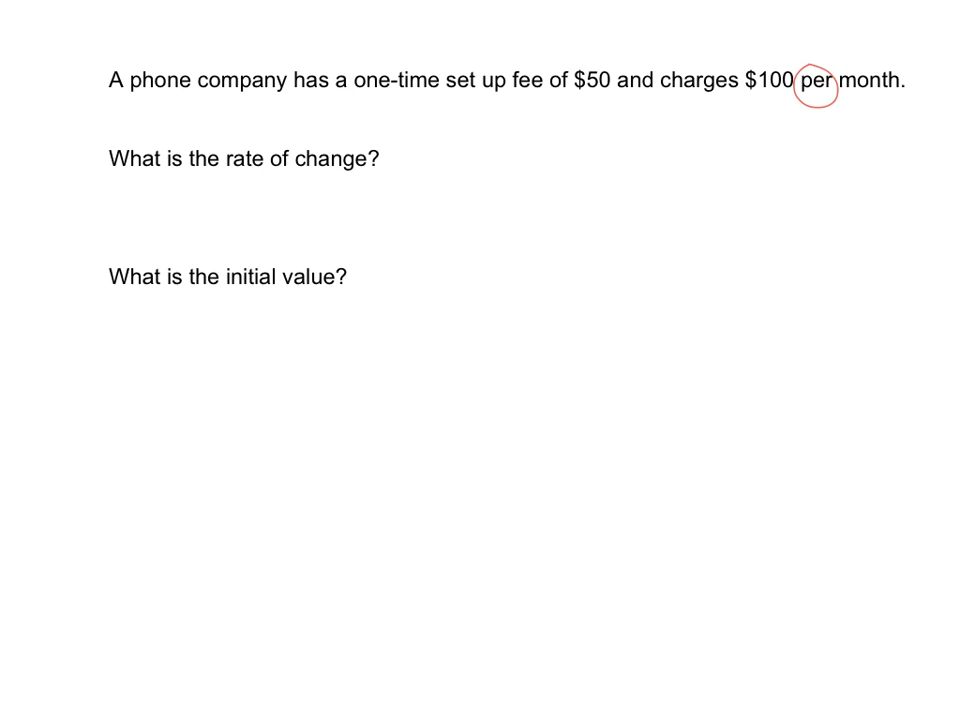 A phone company has a one-time set up fee of $50 and charges $100 per month.
What is the rate of change?
What is the initial value?